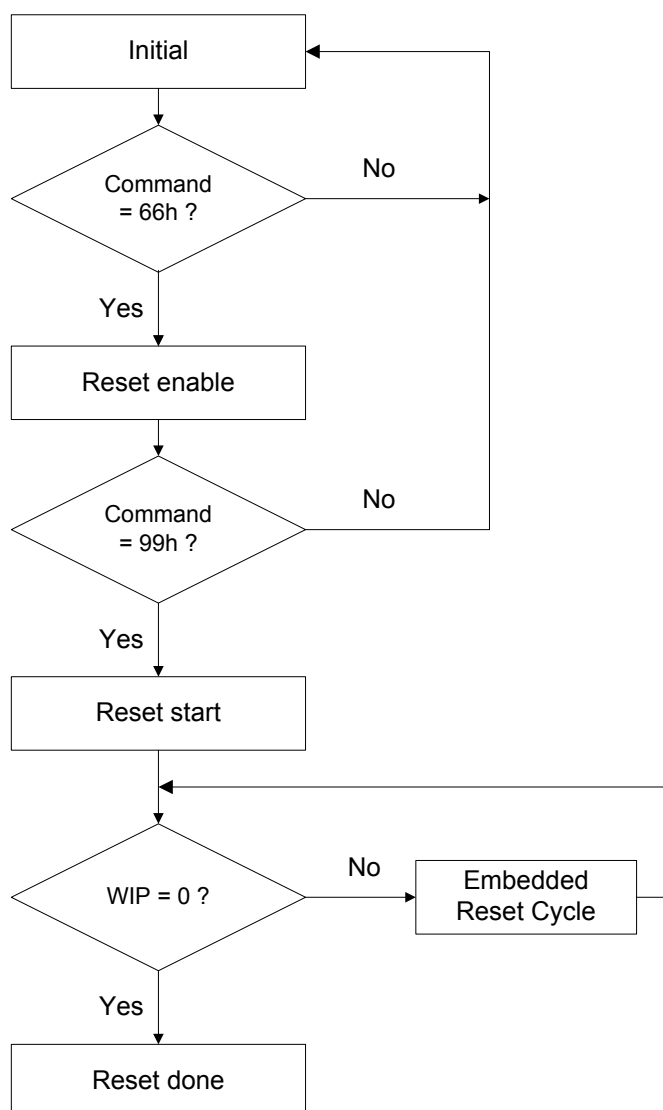 Initial
Command
= 66h ?
No
Yes
Reset enable
Command
= 99h ?
No
Yes
Reset start
WIP = 0 ?
No
Embedded
Reset Cycle
Yes
Reset done